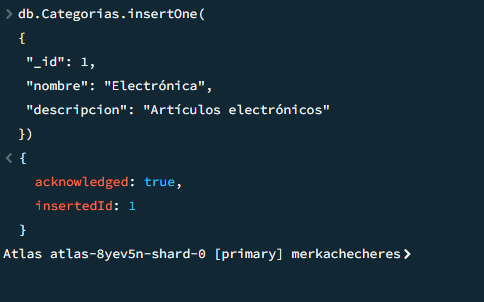 > db.Categorias.insertOne(
{
"_id": 1,
"nombre": "Electrónica",
"descripcion": "Artículos electrónicos"
})
< {
acknowledged: true,
insertedId: 1
}
Atlas atlas-8yev5n-shard-0 [primary] merkachecheres>